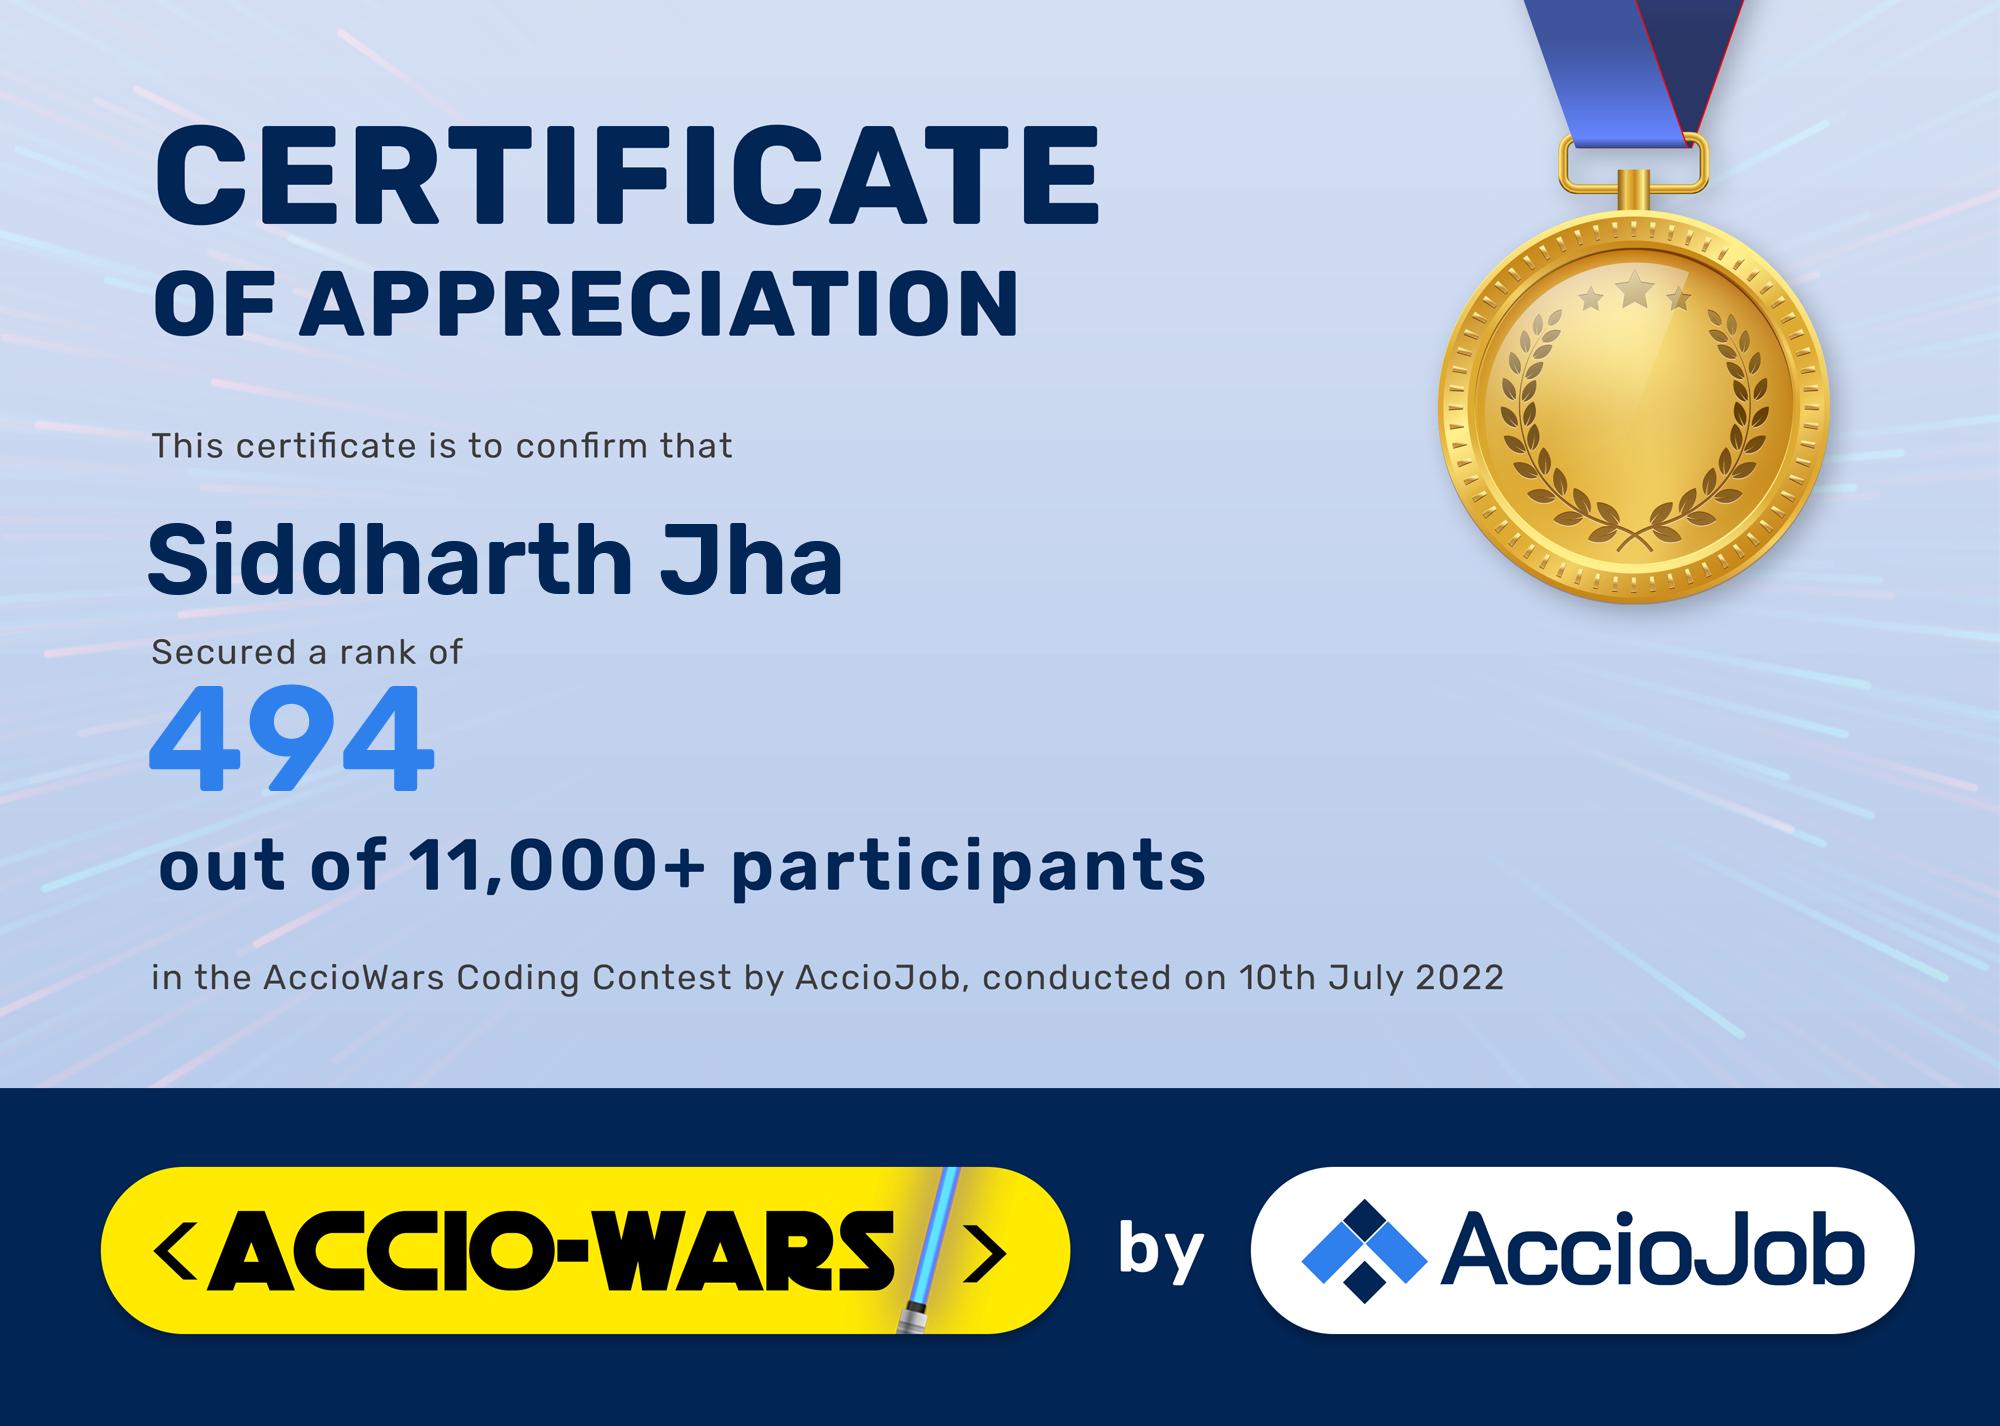 CERTIFICATE
OF APPRECIATION
This certificate is to confirm that
Siddharth Jha
Secured a rank of
494
out of 11,000+ participants
in the AccioWars Coding Contest by AccioJob, conducted on 10th July 2022
<ACCIO-WARS/> by AccioJob